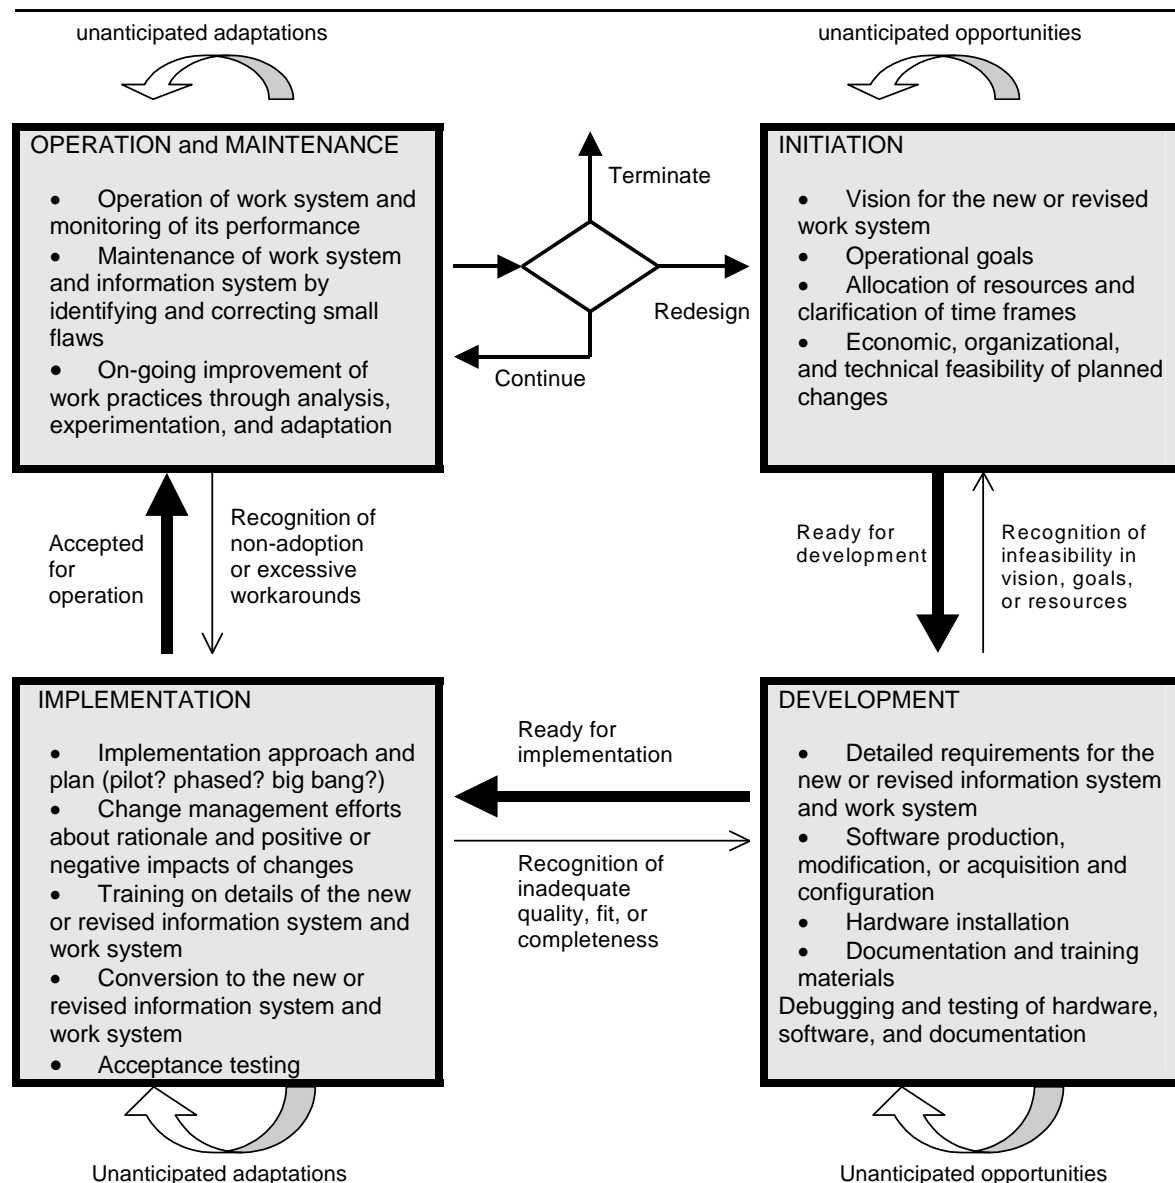 unanticipated adaptations
unanticipated opportunities
OPERATION and MAINTENANCE
• Operation of work system and
monitoring of its performance
• Maintenance of work system
and information system by
identifying and correcting small
flaws
• On-going improvement of
work practices through analysis,
experimentation, and adaptation
Terminate
Redesign
Continue
INITIATION
• Vision for the new or revised
work system
• Operational goals
• Allocation of resources and
clarification of time frames
• Economic, organizational,
and technical feasibility of planned
changes
Accepted
for
operation
Recognition of
non-adoption
or excessive
workarounds
Ready for
development
Recognition of
infeasibility in
vision, goals,
or resources
IMPLEMENTATION
• Implementation approach and
plan (pilot? phased? big bang?)
• Change management efforts
about rationale and positive or
negative impacts of changes
• Training on details of the new
or revised information system and
work system
• Conversion to the new or
revised information system and
work system
• Acceptance testing
Ready for
implementation
Recognition of
inadequate
quality, fit, or
completeness
DEVELOPMENT
• Detailed requirements for the
new or revised information system
and work system
• Software production,
modification, or acquisition and
configuration
• Hardware installation
• Documentation and training
materials
Debugging and testing of hardware,
software, and documentation
Unanticipated adaptations
Unanticipated opportunities